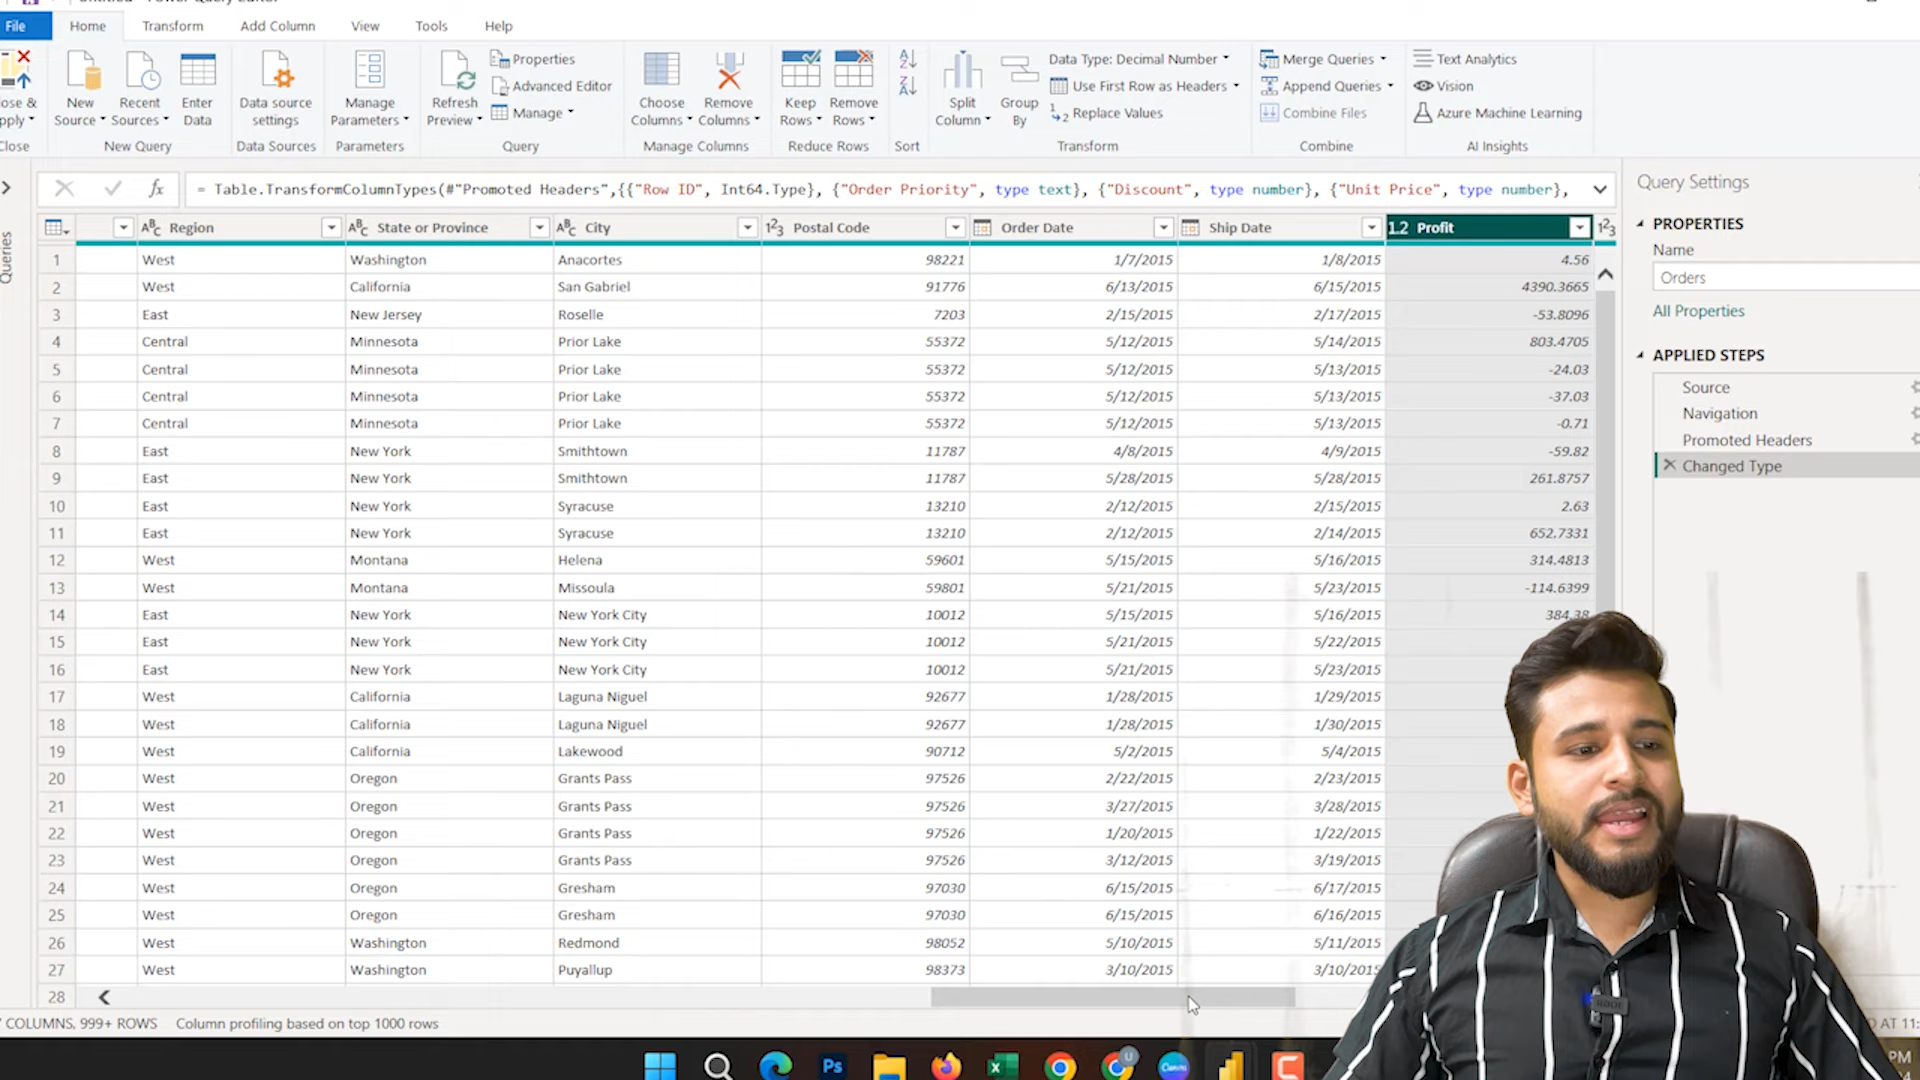 File Home Transform Add Column View Tools Help
New Source Recent Sources Enter Data
Data source settings
Manage Parameters
Refresh Preview
Properties
Advanced Editor
Manage
Choose Columns Remove Columns
Keep Rows Remove Rows
Split Column Group By
Data Type: Decimal Number
Use First Row as Headers
Replace Values
Merge Queries
Append Queries
Combine Files
Text Analytics
Vision
Azure Machine Learning
New Query Data Sources Parameters Query Manage Columns Reduce Rows Sort Transform Combine AI Insights
= Table.TransformColumnTypes(#"Promoted Headers",{{"Row ID", Int64.Type}, {"Order Priority", type text}, {"Discount", type number}, {"Unit Price", type number},
Queries
Region State or Province City Postal Code Order Date Ship Date 1.2 Profit
1 West Washington Anacortes 98221 1/7/2015 1/8/2015 4.56
2 West California San Gabriel 91776 6/13/2015 6/15/2015 4390.3665
3 East New Jersey Roselle 7203 2/15/2015 2/17/2015 -53.8096
4 Central Minnesota Prior Lake 55372 5/12/2015 5/14/2015 803.4705
5 Central Minnesota Prior Lake 55372 5/12/2015 5/13/2015 -24.03
6 Central Minnesota Prior Lake 55372 5/12/2015 5/13/2015 -37.03
7 Central Minnesota Prior Lake 55372 5/12/2015 5/13/2015 -0.71
8 East New York Smithtown 11787 4/8/2015 4/9/2015 -59.82
9 East New York Smithtown 11787 5/28/2015 5/28/2015 261.8757
10 East New York Syracuse 13210 2/12/2015 2/15/2015 2.63
11 East New York Syracuse 13210 2/12/2015 2/14/2015 652.7331
12 West Montana Helena 59601 5/15/2015 5/16/2015 314.4813
13 West Montana Missoula 59801 5/21/2015 5/23/2015 -114.6399
14 East New York New York City 10012 5/15/2015 5/16/2015 384.38
15 East New York New York City 10012 5/21/2015 5/22/2015
16 East New York New York City 10012 5/21/2015 5/23/2015
17 West California Laguna Niguel 92677 1/28/2015 1/29/2015
18 West California Laguna Niguel 92677 1/28/2015 1/30/2015
19 West California Lakewood 90712 5/2/2015 5/4/2015
20 West Oregon Grants Pass 97526 2/22/2015 2/23/2015
21 West Oregon Grants Pass 97526 3/27/2015 3/28/2015
22 West Oregon Grants Pass 97526 1/20/2015 1/22/2015
23 West Oregon Grants Pass 97526 3/12/2015 3/19/2015
24 West Oregon Gresham 97030 6/15/2015 6/17/2015
25 West Oregon Gresham 97030 6/15/2015 6/16/2015
26 West Washington Redmond 98052 5/10/2015 5/11/2015
27 West Washington Puyallup 98373 3/10/2015 3/10/2015
28
COLUMNS, 999+ ROWS Column profiling based on top 1000 rows
Query Settings
PROPERTIES
Name
Orders
All Properties
APPLIED STEPS
Source
Navigation
Promoted Headers
Changed Type
Ps
PM